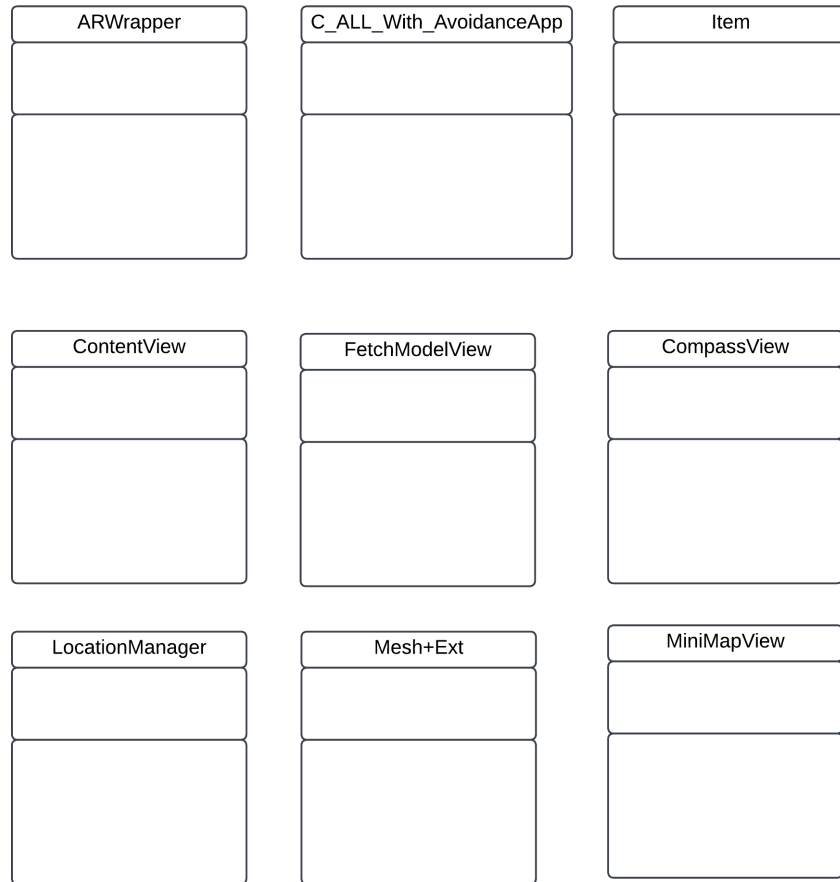 ARWrapper
C_ALL_With_AvoidanceApp
Item
ContentView
FetchModelView
CompassView
LocationManager
Mesh+Ext
MiniMapView